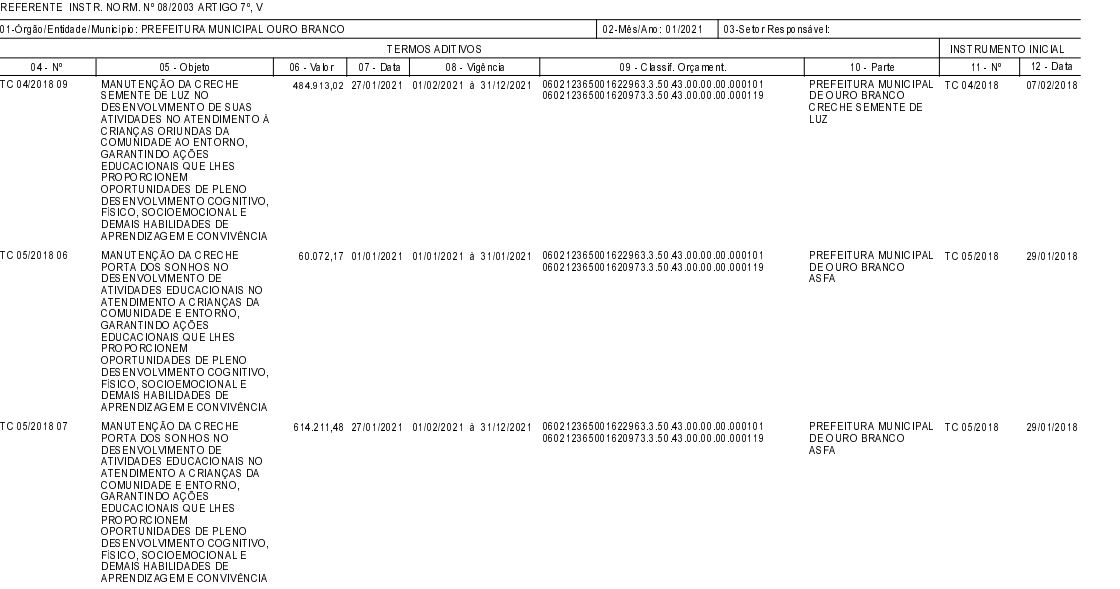 REFERENTE INSTR. NORM. Nº 08/2003 ARTIGO 7º, V
01-Órgão/Entidade/Município: PREFEITURA MUNICIPAL OURO BRANCO 02-Mês/Ano: 01/2021 03-Setor Responsável:
TERMOS ADITIVOS INSTRUMENTO INICIAL
04 - Nº 05 - Objeto 06 - Valor 07 - Data 08 - Vigência 09 - Classif. Orçament. 10 - Parte 11 - Nº 12 - Data
TC 04/2018 09 MANUTENÇÃO DA CRECHE 484.913,02 27/01/2021 01/02/2021 à 31/12/2021 060212365001622963.3.50.43.00.00.00.000101 PREFEITURA MUNICIPAL TC 04/2018 07/02/2018
SEMENTE DE LUZ NO 060212365001620973.3.50.43.00.00.00.000119 DE OURO BRANCO
DESENVOLVIMENTO DE SUAS CRECHE SEMENTE DE
ATIVIDADES NO ATENDIMENTO À LUZ
CRIANÇAS ORIUNDAS DA
COMUNIDADE AO ENTORNO,
GARANTINDO AÇÕES
EDUCACIONAIS QUE LHES
PROPORCIONEM
OPORTUNIDADES DE PLENO
DESENVOLVIMENTO COGNITIVO,
FÍSICO, SOCIOEMOCIONAL E
DEMAIS HABILIDADES DE
APRENDIZAGEM E CONVIVÊNCIA
TC 05/2018 06 MANUTENÇÃO DA CRECHE 60.072,17 01/01/2021 01/01/2021 à 31/01/2021 060212365001622963.3.50.43.00.00.00.000101 PREFEITURA MUNICIPAL TC 05/2018 29/01/2018
PORTA DOS SONHOS NO 060212365001620973.3.50.43.00.00.00.000119 DE OURO BRANCO
DESENVOLVIMENTO DE ASFA
ATIVIDADES EDUCACIONAIS NO
ATENDIMENTO A CRIANÇAS DA
COMUNIDADE E ENTORNO,
GARANTINDO AÇÕES
EDUCACIONAIS QUE LHES
PROPORCIONEM
OPORTUNIDADES DE PLENO
DESENVOLVIMENTO COGNITIVO,
FÍSICO, SOCIOEMOCIONAL E
DEMAIS HABILIDADES DE
APRENDIZAGEM E CONVIVÊNCIA
TC 05/2018 07 MANUTENÇÃO DA CRECHE 614.211,48 27/01/2021 01/02/2021 à 31/12/2021 060212365001622963.3.50.43.00.00.00.000101 PREFEITURA MUNICIPAL TC 05/2018 29/01/2018
PORTA DOS SONHOS NO 060212365001620973.3.50.43.00.00.00.000119 DE OURO BRANCO
DESENVOLVIMENTO DE ASFA
ATIVIDADES EDUCACIONAIS NO
ATENDIMENTO A CRIANÇAS DA
COMUNIDADE E ENTORNO,
GARANTINDO AÇÕES
EDUCACIONAIS QUE LHES
PROPORCIONEM
OPORTUNIDADES DE PLENO
DESENVOLVIMENTO COGNITIVO,
FÍSICO, SOCIOEMOCIONAL E
DEMAIS HABILIDADES DE
APRENDIZAGEM E CONVIVÊNCIA